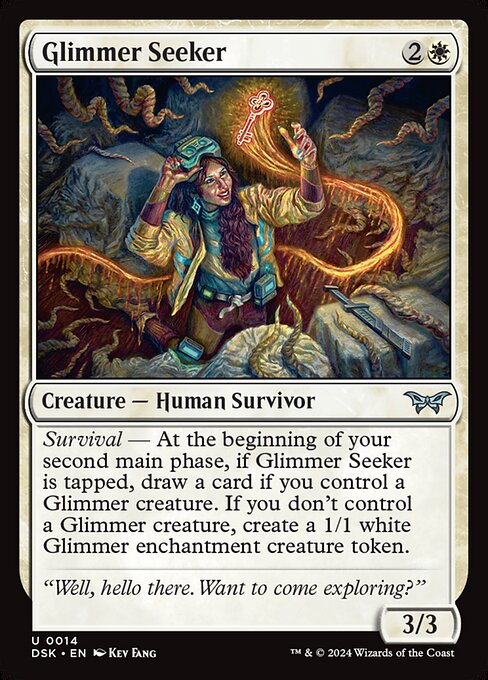 Glimmer Seeker 2
Creature — Human Survivor
Survival — At the beginning of your
second main phase, if Glimmer Seeker
is tapped, draw a card if you control a
Glimmer creature. If you don’t control
a Glimmer creature, create a 1/1 white
Glimmer enchantment creature token.
“Well, hello there. Want to come exploring?”
3/3
U 0014
DSK • EN Key Fang
™ & © 2024 Wizards of the Coast